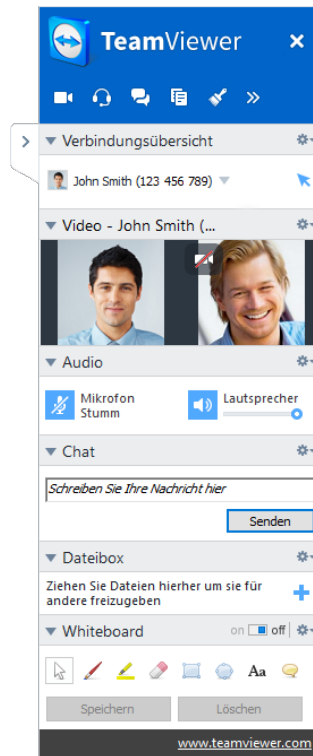 TeamViewer
Verbindungsübersicht
John Smith (123 456 789)
Video - John Smith (...
Audio
Mikrofon Lautsprecher
Stumm
Chat
Schreiben Sie Ihre Nachricht hier
Senden
Dateibox
Ziehen Sie Dateien hierher um sie für
andere freizugeben
Whiteboard on off
Aa
Speichern Löschen
www.teamviewer.com